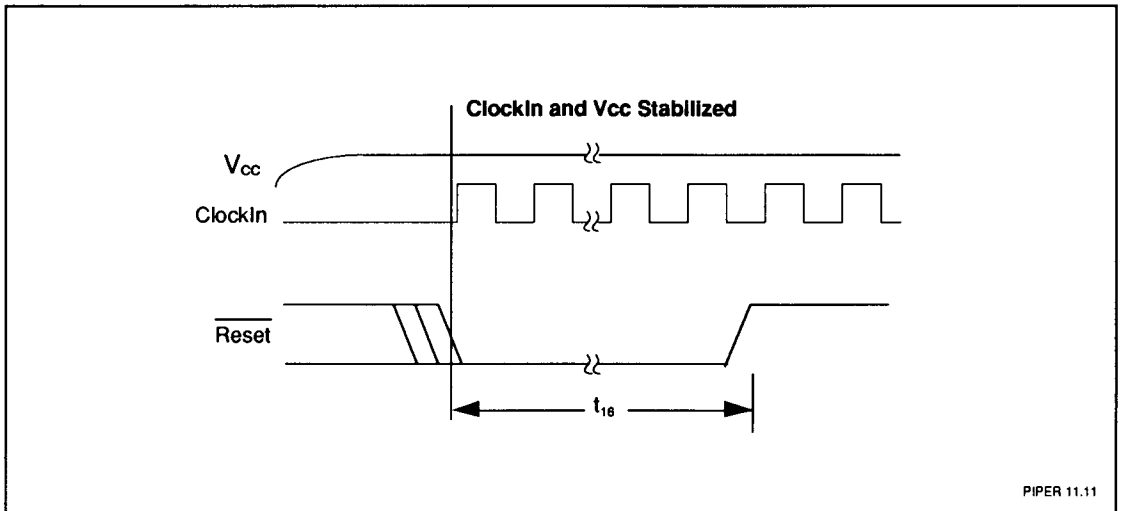 ClockIn and Vcc Stabilized
Vcc
ClockIn
Reset
t16
PIPER 11.11